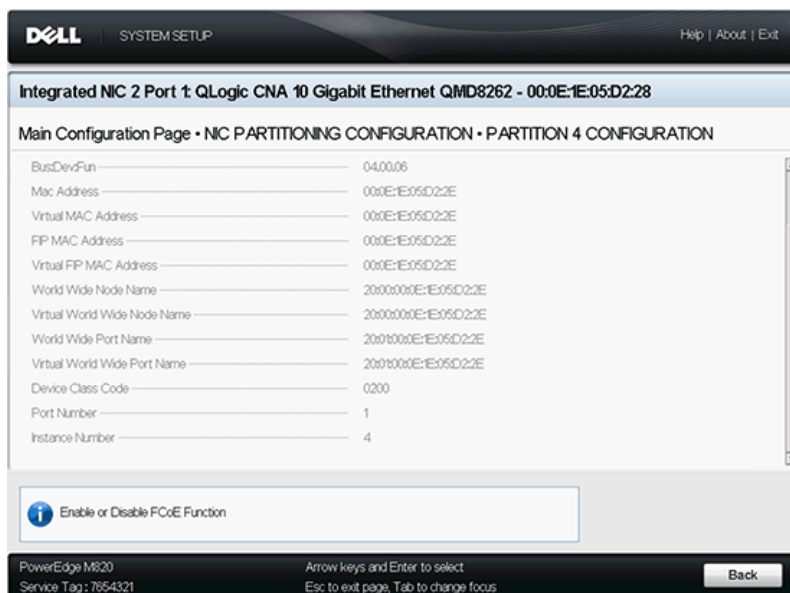 DELL SYSTEM SETUP Help | About | Exit
Integrated NIC 2 Port 1: QLogic CNA 10 Gigabit Ethernet QMD8262 - 00:0E:1E:05:D2:28
Main Configuration Page • NIC PARTITIONING CONFIGURATION • PARTITION 4 CONFIGURATION
Bus:Dev:Fun 04:00:06
Mac Address 00:0E:1E:05:D2:2E
Virtual MAC Address 00:0E:1E:05:D2:2E
FIP MAC Address 00:0E:1E:05:D2:2E
Virtual FIP MAC Address 00:0E:1E:05:D2:2E
World Wide Node Name 20:00:00:0E:1E:05:D2:2E
Virtual World Wide Node Name 20:00:00:0E:1E:05:D2:2E
World Wide Port Name 20:01:00:0E:1E:05:D2:2E
Virtual World Wide Port Name 20:01:00:0E:1E:05:D2:2E
Device Class Code 0200
Port Number 1
Instance Number 4
Enable or Disable FCoE Function
PowerEdge M820 Arrow keys and Enter to select
Service Tag : 7654321 Esc to exit page, Tab to change focus
Back